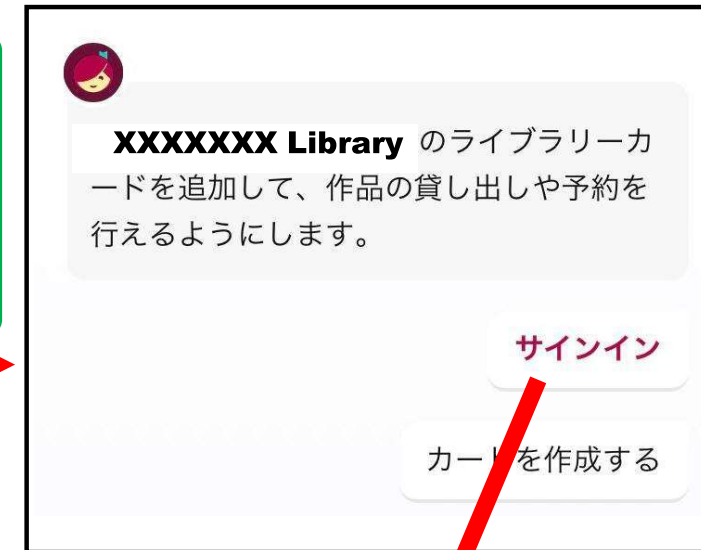 XXXXXXX Library のライブラリーカ
ードを追加して、作品の貸し出しや予約を
行えるようにします。
サインイン
カードを作成する